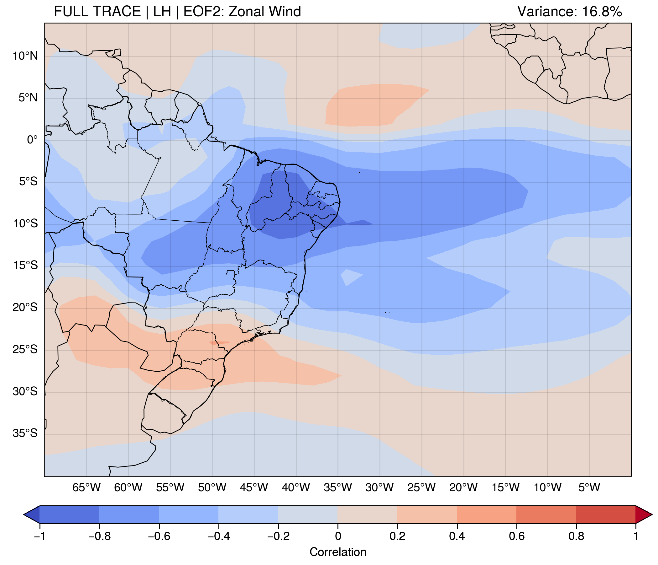 FULL TRACE | LH | EOF2: Zonal Wind Variance: 16.8%
10°N
5°N
0°
5°S
10°S
15°S
20°S
25°S
30°S
35°S
65°W 60°W 55°W 50°W 45°W 40°W 35°W 30°W 25°W 20°W 15°W 10°W 5°W
−1 −0.8 −0.6 −0.4 −0.2 0 0.2 0.4 0.6 0.8 1
Correlation